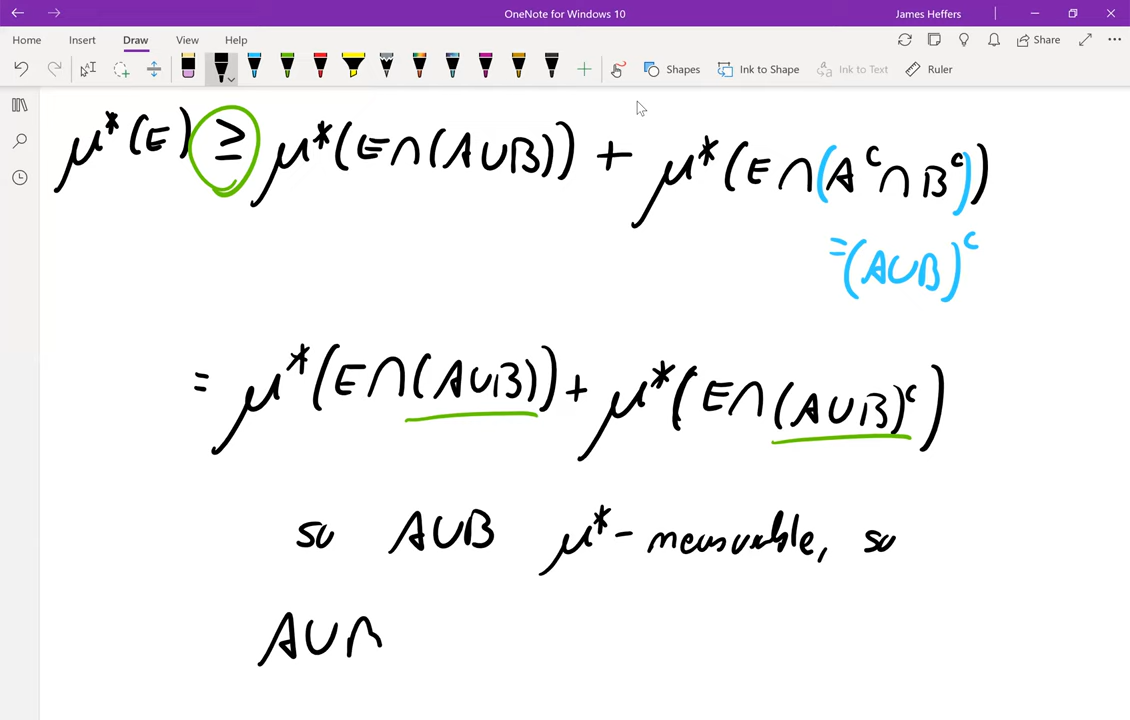 OneNote for Windows 10
James Heffers
Home Insert Draw View Help
Share
Shapes Ink to Shape Ink to Text Ruler
μ*(E) ≥ μ*(E∩(A∪B)) + μ*(E∩(Aᶜ∩Bᶜ))
=(A∪B)ᶜ
= μ*(E∩(A∪B)) + μ*(E∩(A∪B)ᶜ)
so A∪B μ*-measurable, so
A∪